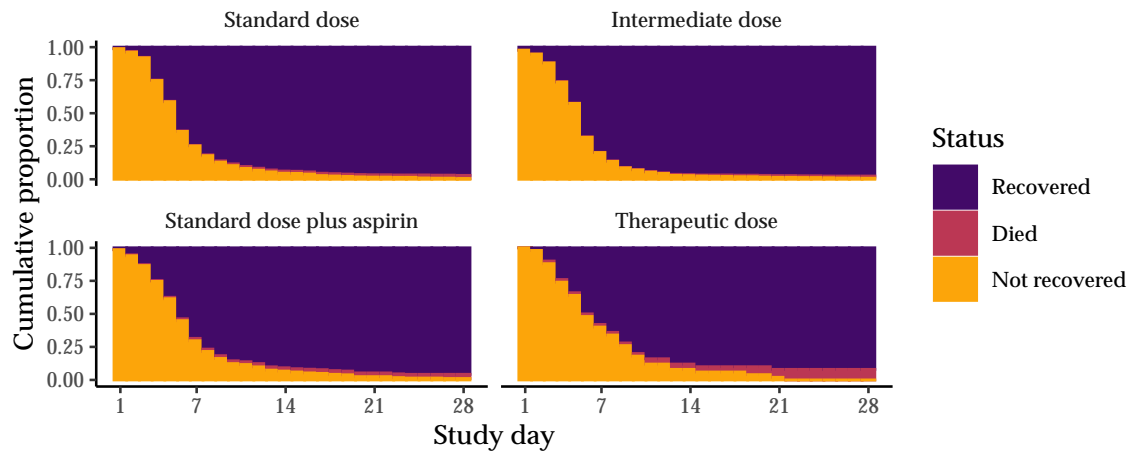 Standard dose
Intermediate dose
1.00
0.75
0.50
0.25
0.00
Standard dose plus aspirin
Therapeutic dose
1.00
0.75
0.50
0.25
0.00
1 7 14 21 28
1 7 14 21 28
Study day
Cumulative proportion
Status
Recovered
Died
Not recovered